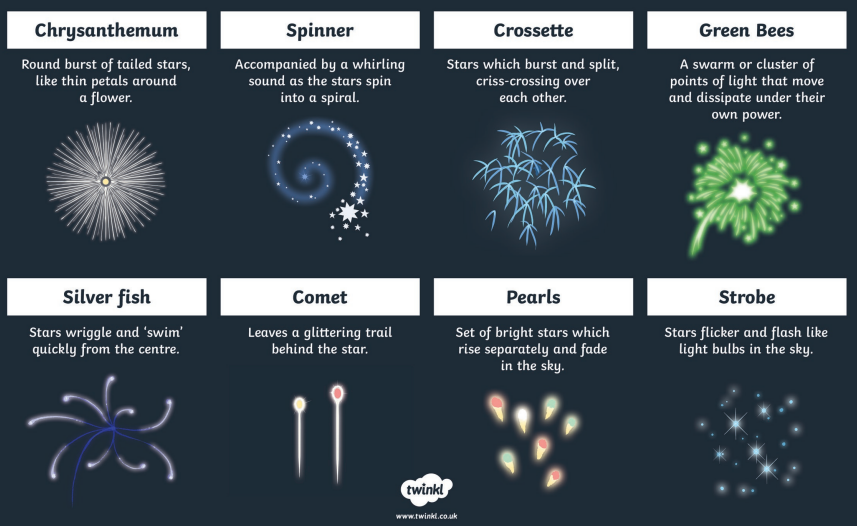 Chrysanthemum
Round burst of tailed stars,
like thin petals around
a flower.
Spinner
Accompanied by a whirling
sound as the stars spin
into a spiral.
Crossette
Stars which burst and split,
criss-crossing over
each other.
Green Bees
A swarm or cluster of
points of light that move
and dissipate under their
own power.
Silver fish
Stars wriggle and ‘swim’
quickly from the centre.
Comet
Leaves a glittering trail
behind the star.
Pearls
Set of bright stars which
rise separately and fade
in the sky.
Strobe
Stars flicker and flash like
light bulbs in the sky.
twinkl
www.twinkl.co.uk